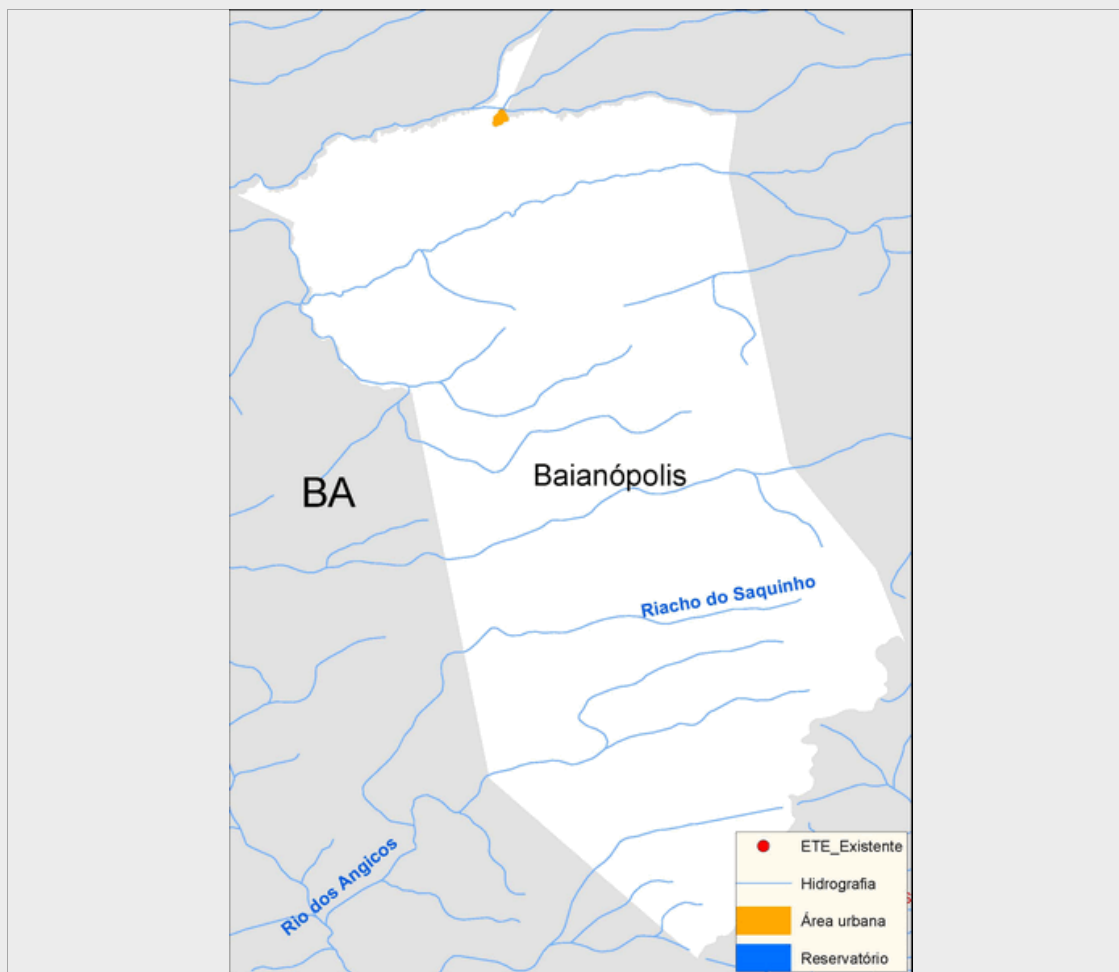 Baianópolis
BA
Riacho do Saquinho
Rio dos Angicos
ETE_Existente
Hidrografia
Área urbana
Reservatório